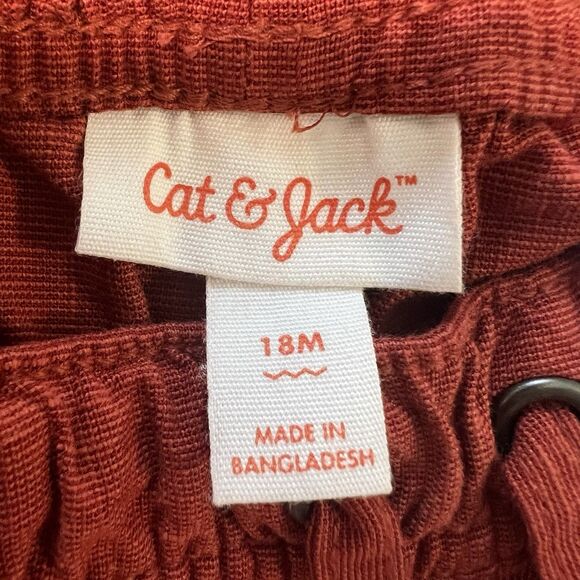 Cat & Jack™
18M
MADE IN
BANGLADESH